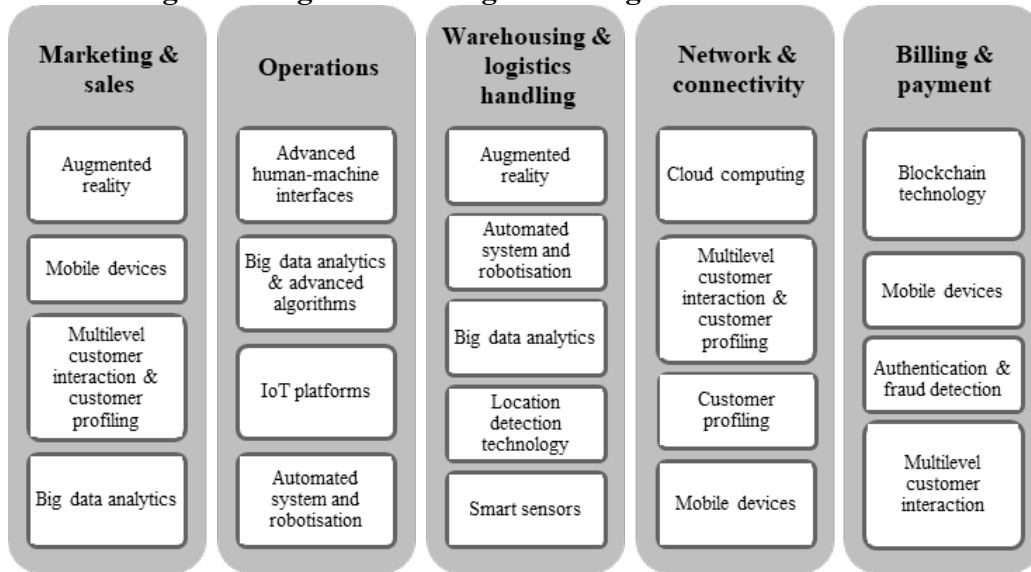 Marketing &
sales
Augmented
reality
Mobile devices
Multilevel
customer
interaction &
customer
profiling
Big data analytics
Operations
Advanced
human-machine
interfaces
Big data analytics
& advanced
algorithms
IoT platforms
Automated
system and
robotisation
Warehousing &
logistics
handling
Augmented
reality
Automated
system and
robotisation
Big data analytics
Location
detection
technology
Smart sensors
Network &
connectivity
Cloud computing
Multilevel
customer
interaction &
customer
profiling
Customer
profiling
Mobile devices
Billing &
payment
Blockchain
technology
Mobile devices
Authentication &
fraud detection
Multilevel
customer
interaction